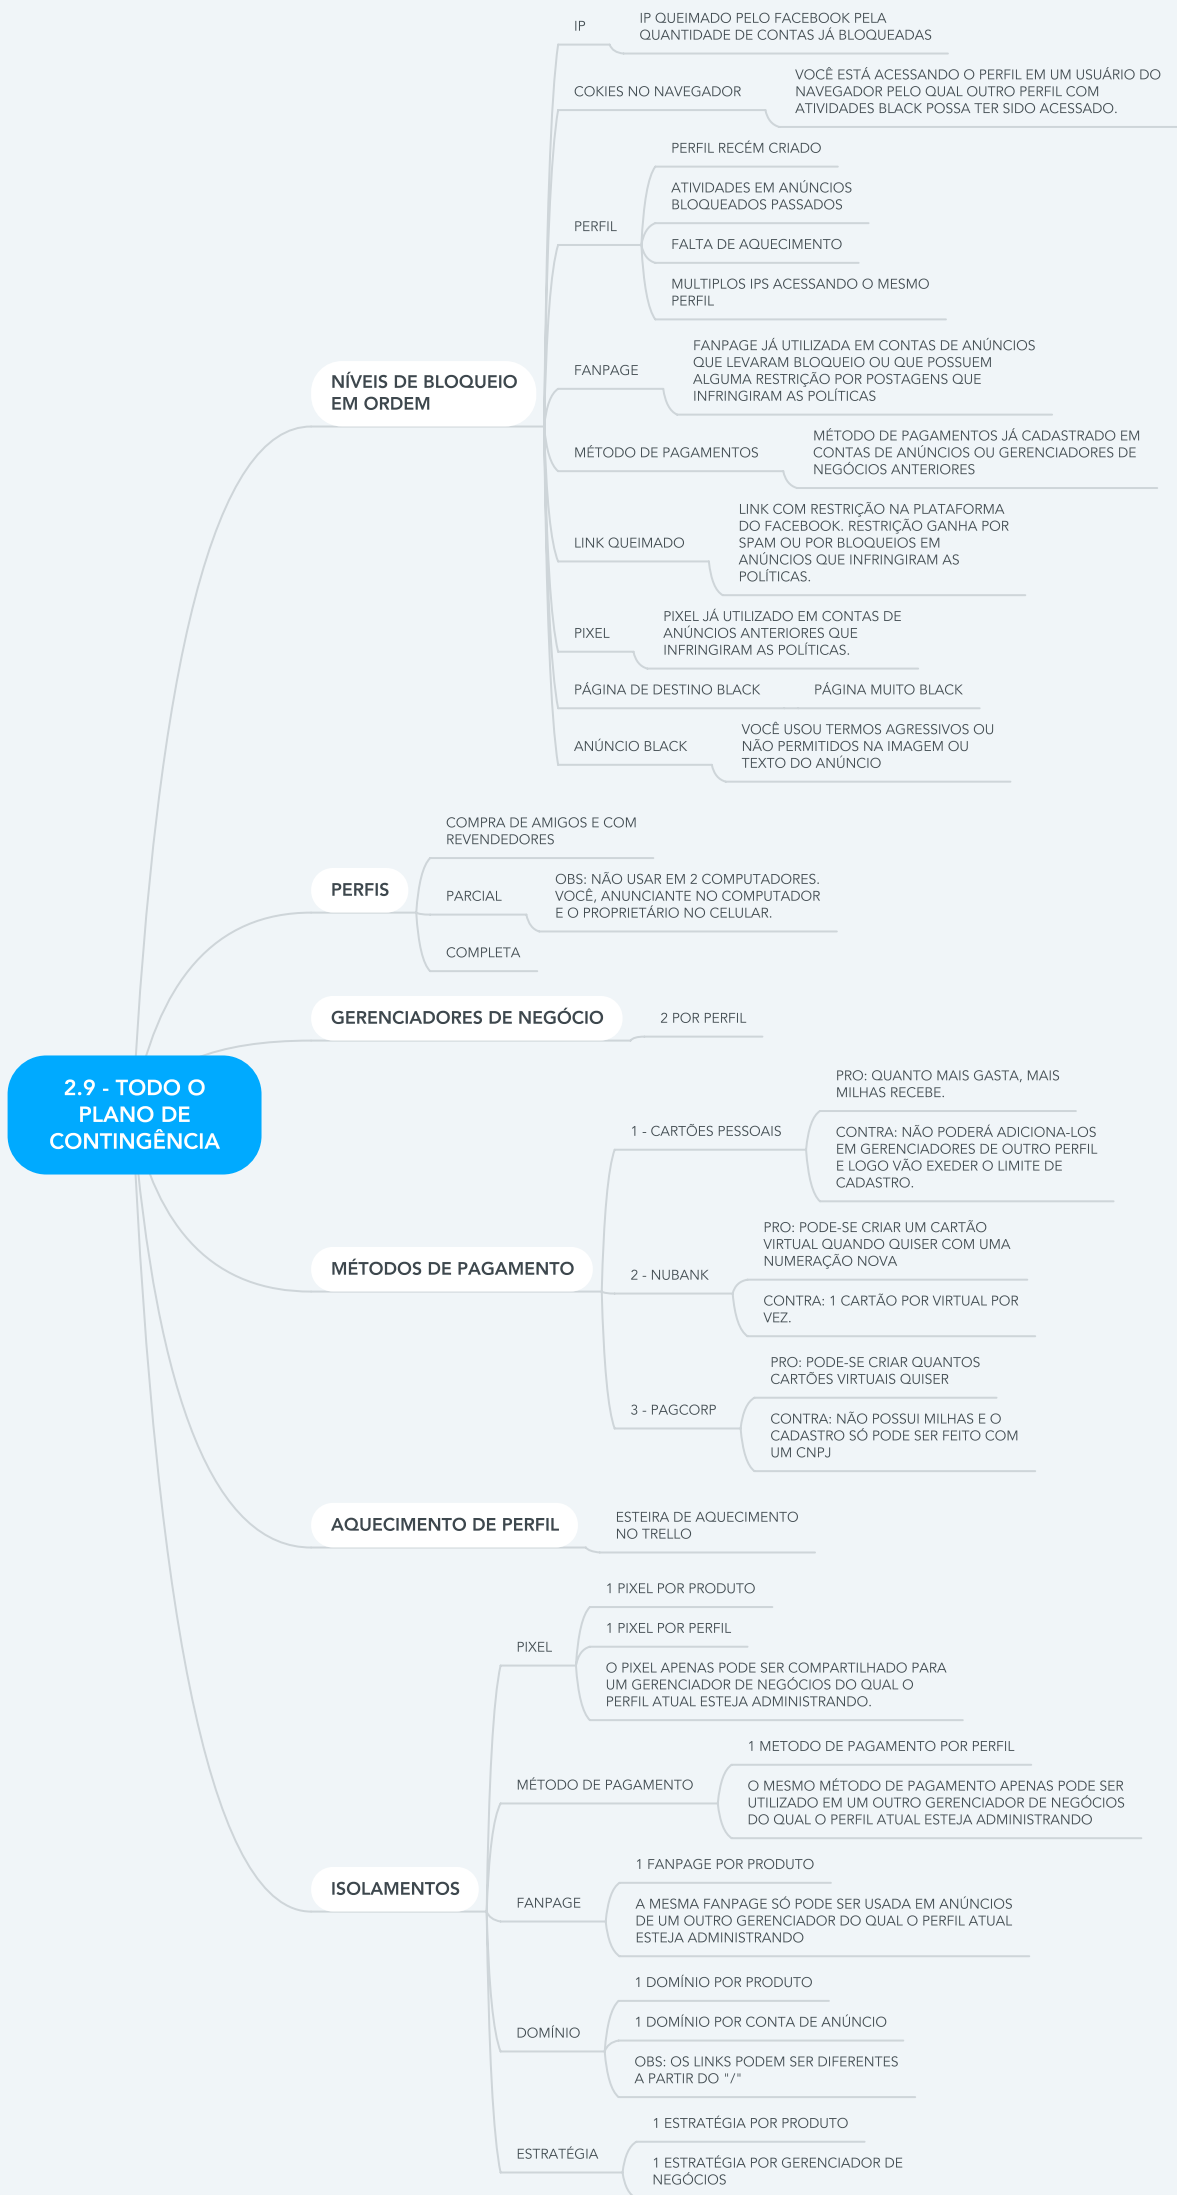 2.9 - TODO O
PLANO DE
CONTINGÊNCIA
NÍVEIS DE BLOQUEIO
EM ORDEM
IP
IP QUEIMADO PELO FACEBOOK PELA
QUANTIDADE DE CONTAS JÁ BLOQUEADAS
COKIES NO NAVEGADOR
VOCÊ ESTÁ ACESSANDO O PERFIL EM UM USUÁRIO DO
NAVEGADOR PELO QUAL OUTRO PERFIL COM
ATIVIDADES BLACK POSSA TER SIDO ACESSADO.
PERFIL
PERFIL RECÉM CRIADO
ATIVIDADES EM ANÚNCIOS
BLOQUEADOS PASSADOS
FALTA DE AQUECIMENTO
MULTIPLOS IPS ACESSANDO O MESMO
PERFIL
FANPAGE
FANPAGE JÁ UTILIZADA EM CONTAS DE ANÚNCIOS
QUE LEVARAM BLOQUEIO OU QUE POSSUEM
ALGUMA RESTRIÇÃO POR POSTAGENS QUE
INFRINGIRAM AS POLÍTICAS
MÉTODO DE PAGAMENTOS
MÉTODO DE PAGAMENTOS JÁ CADASTRADO EM
CONTAS DE ANÚNCIOS OU GERENCIADORES DE
NEGÓCIOS ANTERIORES
LINK QUEIMADO
LINK COM RESTRIÇÃO NA PLATAFORMA
DO FACEBOOK. RESTRIÇÃO GANHA POR
SPAM OU POR BLOQUEIOS EM
ANÚNCIOS QUE INFRINGIRAM AS
POLÍTICAS.
PIXEL
PIXEL JÁ UTILIZADO EM CONTAS DE
ANÚNCIOS ANTERIORES QUE
INFRINGIRAM AS POLÍTICAS.
PÁGINA DE DESTINO BLACK
PÁGINA MUITO BLACK
ANÚNCIO BLACK
VOCÊ USOU TERMOS AGRESSIVOS OU
NÃO PERMITIDOS NA IMAGEM OU
TEXTO DO ANÚNCIO
PERFIS
COMPRA DE AMIGOS E COM
REVENDEDORES
PARCIAL
OBS: NÃO USAR EM 2 COMPUTADORES.
VOCÊ, ANUNCIANTE NO COMPUTADOR
E O PROPRIETÁRIO NO CELULAR.
COMPLETA
GERENCIADORES DE NEGÓCIO
2 POR PERFIL
MÉTODOS DE PAGAMENTO
1 - CARTÕES PESSOAIS
PRO: QUANTO MAIS GASTA, MAIS
MILHAS RECEBE.
CONTRA: NÃO PODERÁ ADICIONA-LOS
EM GERENCIADORES DE OUTRO PERFIL
E LOGO VÃO EXEDER O LIMITE DE
CADASTRO.
2 - NUBANK
PRO: PODE-SE CRIAR UM CARTÃO
VIRTUAL QUANDO QUISER COM UMA
NUMERAÇÃO NOVA
CONTRA: 1 CARTÃO POR VIRTUAL POR
VEZ.
3 - PAGCORP
PRO: PODE-SE CRIAR QUANTOS
CARTÕES VIRTUAIS QUISER
CONTRA: NÃO POSSUI MILHAS E O
CADASTRO SÓ PODE SER FEITO COM
UM CNPJ
AQUECIMENTO DE PERFIL
ESTEIRA DE AQUECIMENTO
NO TRELLO
ISOLAMENTOS
PIXEL
1 PIXEL POR PRODUTO
1 PIXEL POR PERFIL
O PIXEL APENAS PODE SER COMPARTILHADO PARA
UM GERENCIADOR DE NEGÓCIOS DO QUAL O
PERFIL ATUAL ESTEJA ADMINISTRANDO.
MÉTODO DE PAGAMENTO
1 METODO DE PAGAMENTO POR PERFIL
O MESMO MÉTODO DE PAGAMENTO APENAS PODE SER
UTILIZADO EM UM OUTRO GERENCIADOR DE NEGÓCIOS
DO QUAL O PERFIL ATUAL ESTEJA ADMINISTRANDO
FANPAGE
1 FANPAGE POR PRODUTO
A MESMA FANPAGE SÓ PODE SER USADA EM ANÚNCIOS
DE UM OUTRO GERENCIADOR DO QUAL O PERFIL ATUAL
ESTEJA ADMINISTRANDO
DOMÍNIO
1 DOMÍNIO POR PRODUTO
1 DOMÍNIO POR CONTA DE ANÚNCIO
OBS: OS LINKS PODEM SER DIFERENTES
A PARTIR DO "/"
ESTRATÉGIA
1 ESTRATÉGIA POR PRODUTO
1 ESTRATÉGIA POR GERENCIADOR DE
NEGÓCIOS